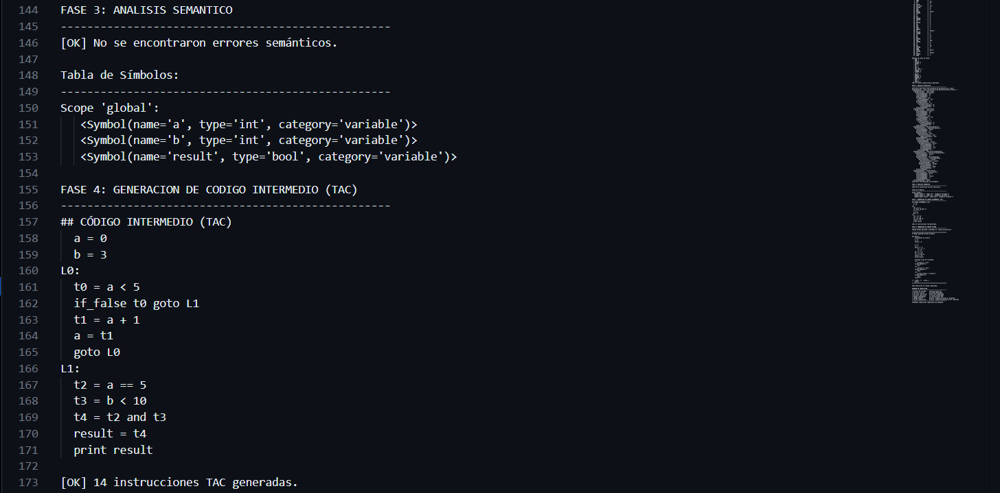 144 FASE 3: ANALISIS SEMANTICO
145 -------------------------------------------------
146 [OK] No se encontraron errores semánticos.
147
148 Tabla de Símbolos:
149 -------------------------------------------------
150 Scope 'global':
151 <Symbol(name='a', type='int', category='variable')>
152 <Symbol(name='b', type='int', category='variable')>
153 <Symbol(name='result', type='bool', category='variable')>
154
155 FASE 4: GENERACION DE CODIGO INTERMEDIO (TAC)
156 -------------------------------------------------
157 ## CÓDIGO INTERMEDIO (TAC)
158 a = 0
159 b = 3
160 L0:
161 t0 = a < 5
162 if_false t0 goto L1
163 t1 = a + 1
164 a = t1
165 goto L0
166 L1:
167 t2 = a == 5
168 t3 = b < 10
169 t4 = t2 and t3
170 result = t4
171 print result
172
173 [OK] 14 instrucciones TAC generadas.